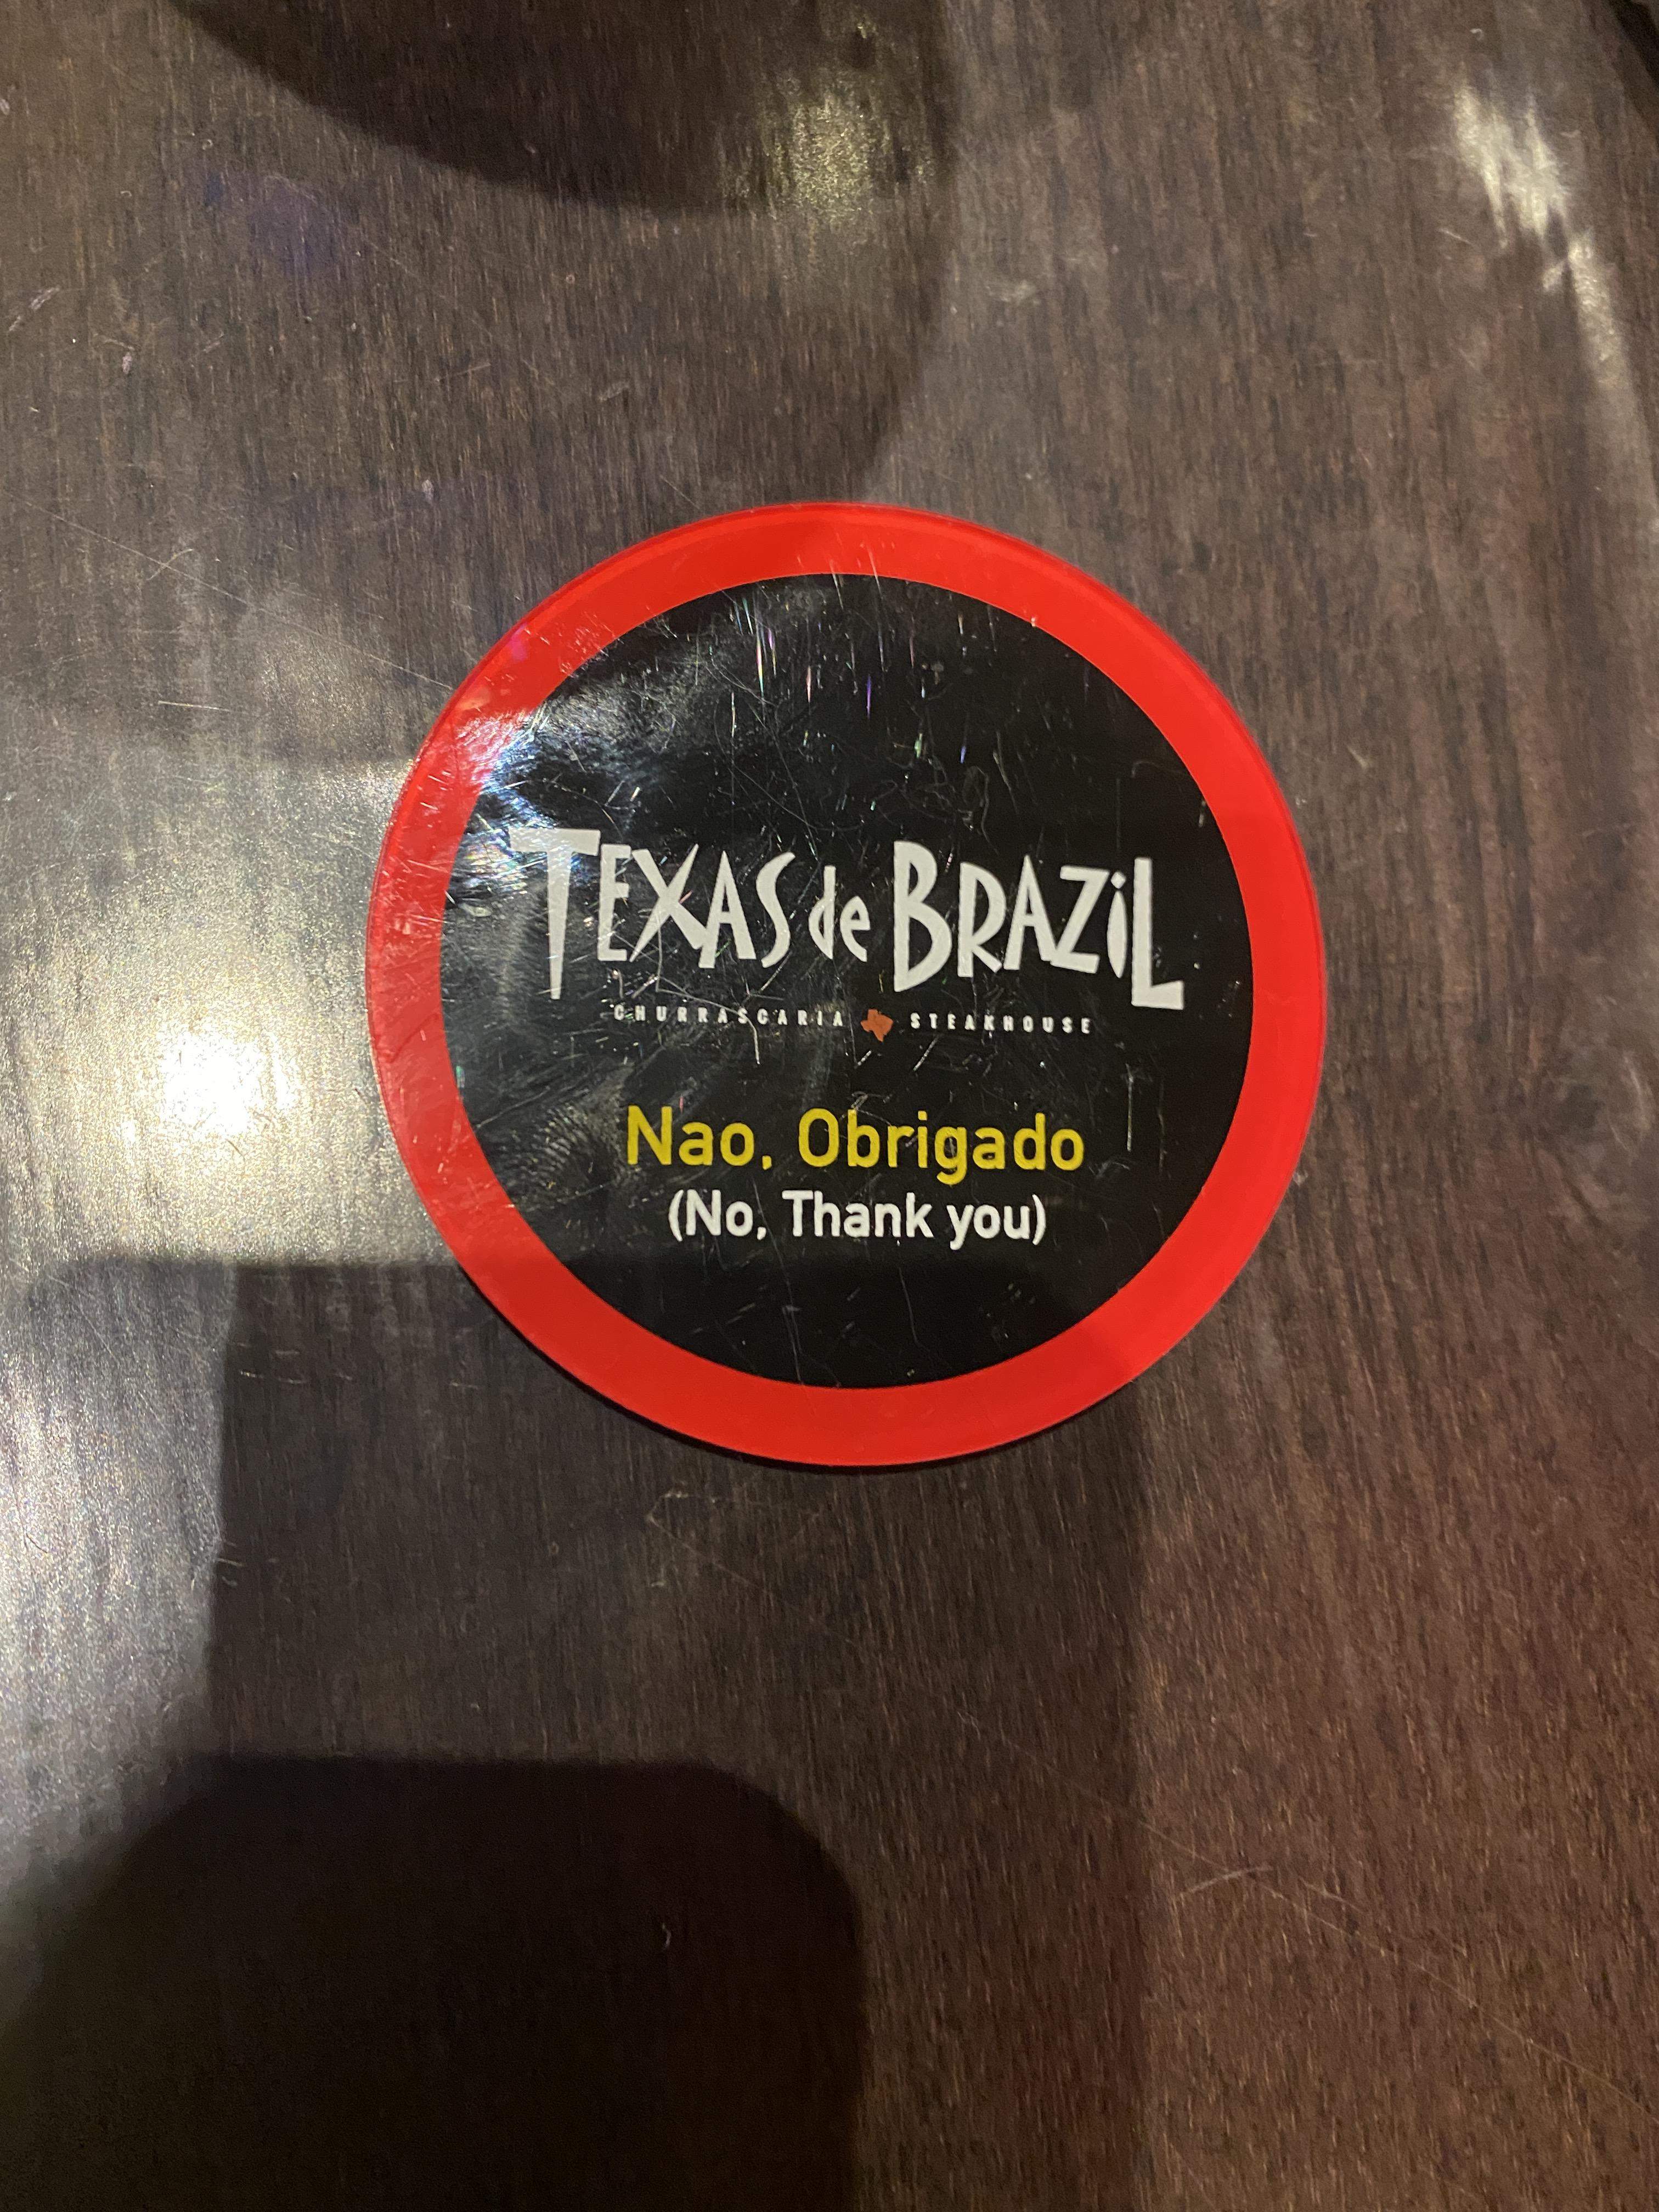 TEXAS de BRAZiL
CHURRASCARIA STEAKHOUSE
Nao, Obrigado
(No, Thank you)